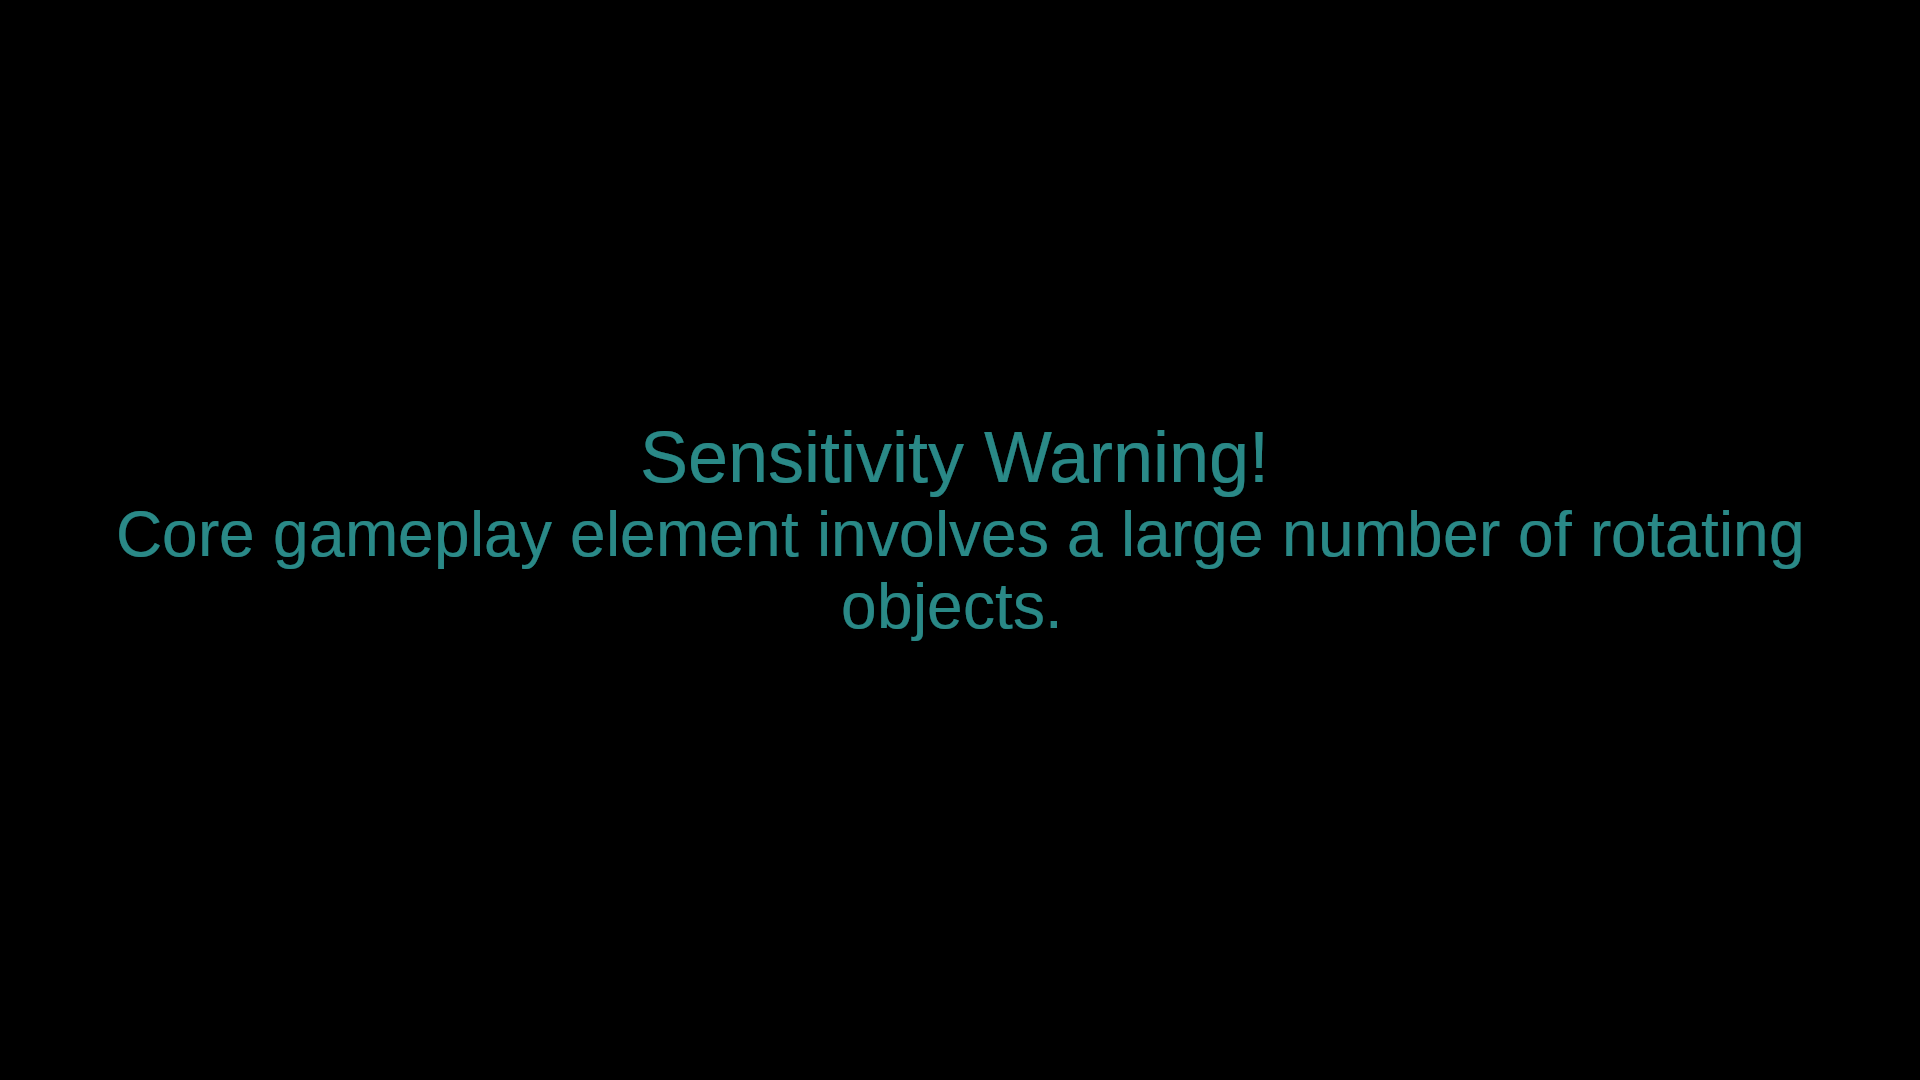 Sensitivity Warning!
Core gameplay element involves a large number of rotating
objects.